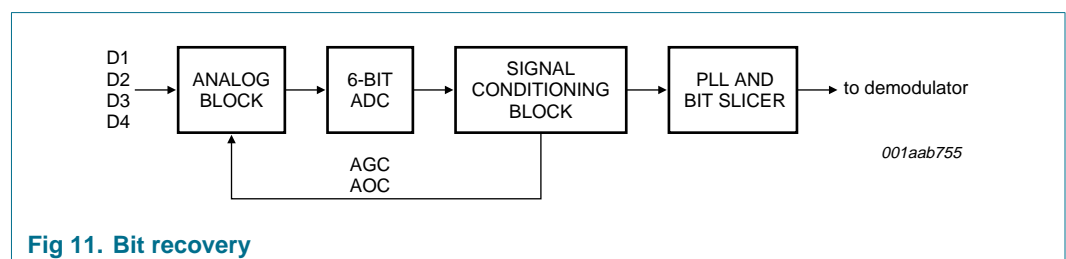 D1
D2
D3
D4
ANALOG
BLOCK
6-BIT
ADC
SIGNAL
CONDITIONING
BLOCK
PLL AND
BIT SLICER
to demodulator
AGC
AOC
001aab755
Fig 11. Bit recovery